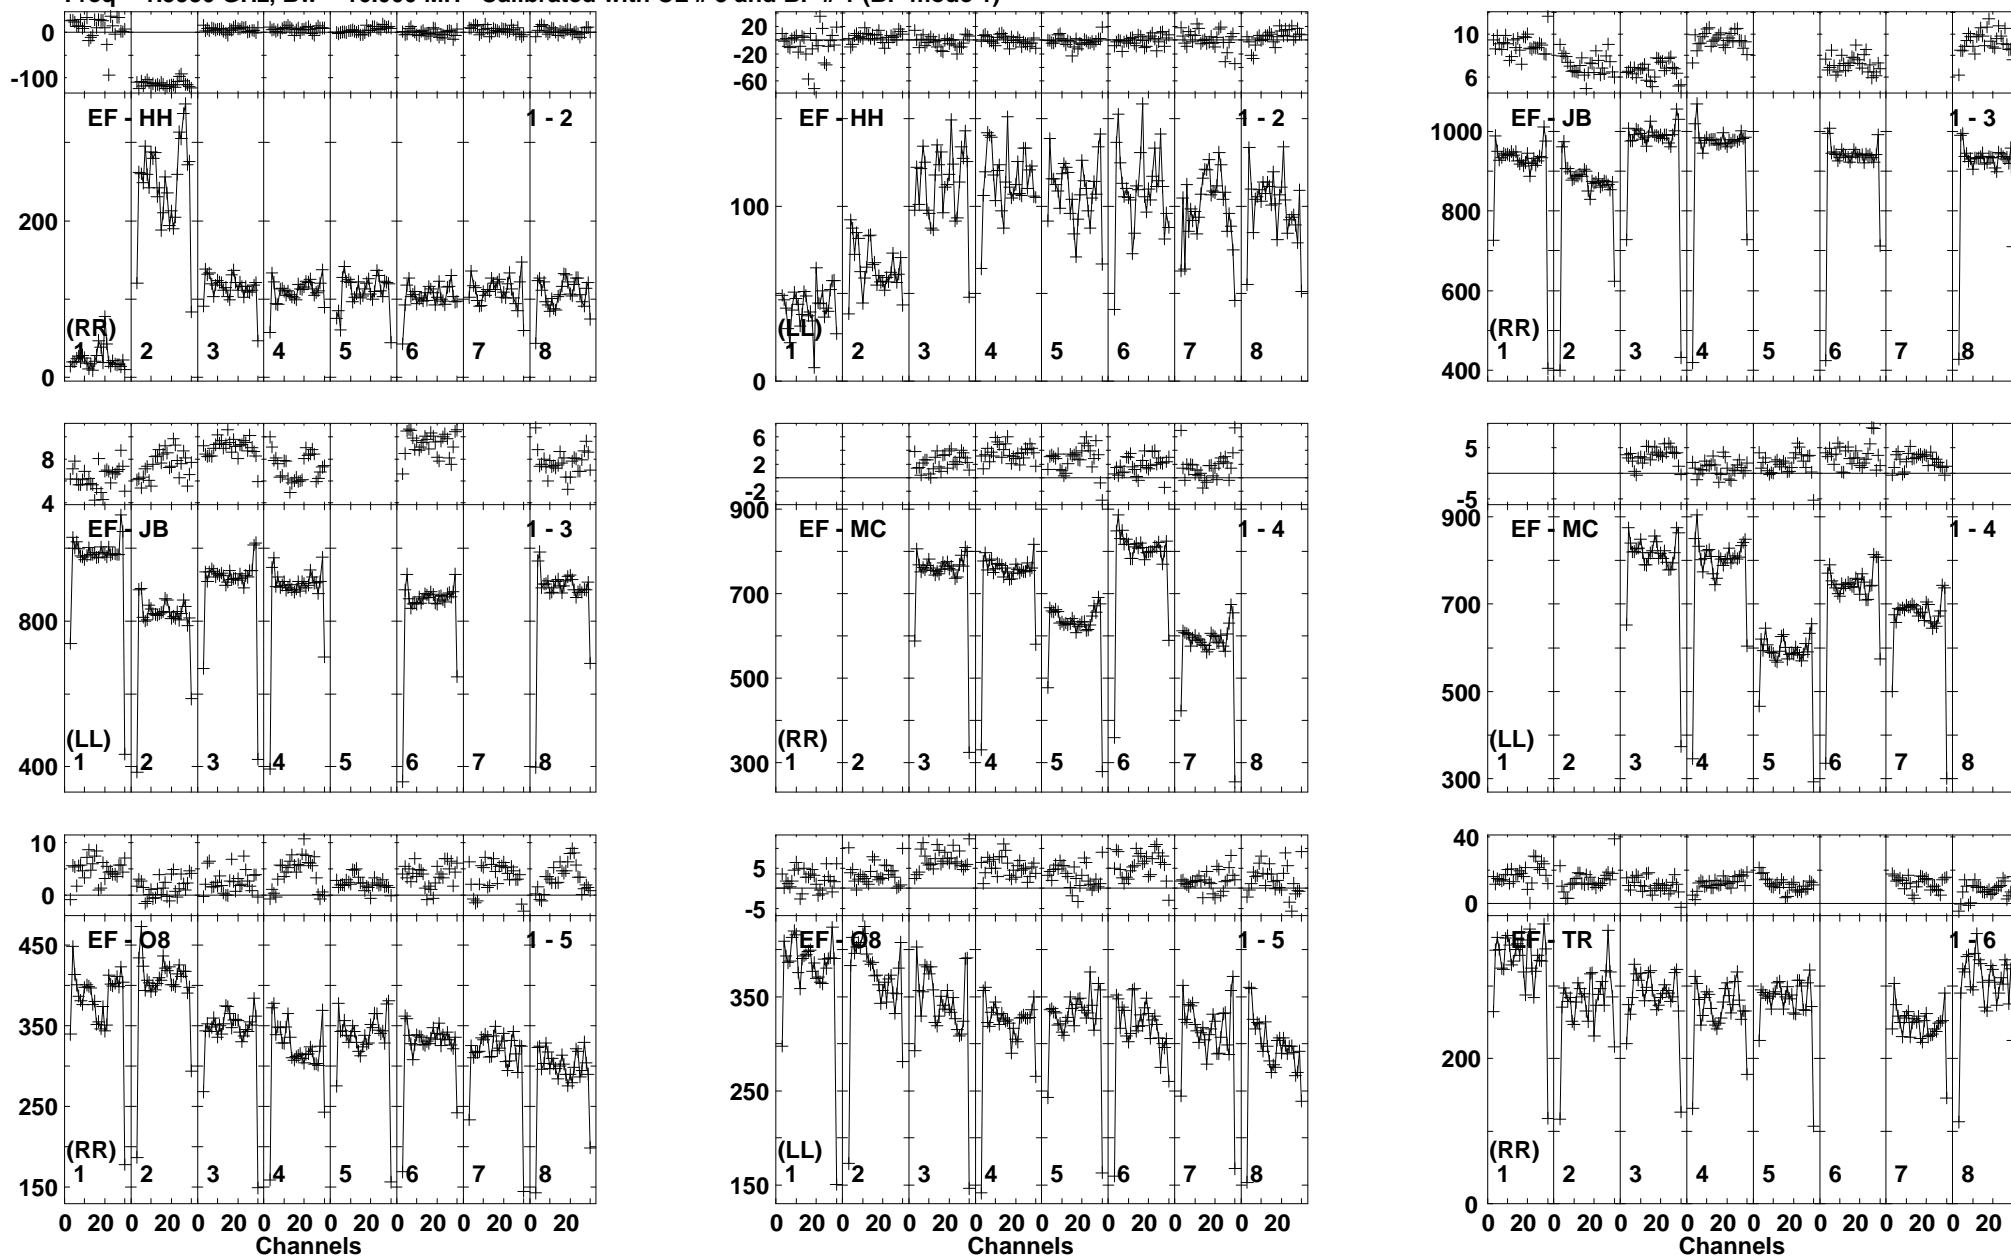 0
-100
EF - HH
1 - 2
200
0
(RR)
1 2 3 4 5 6 7 8
20
-20
-60
EF - HH
1 - 2
100
0
(LL)
1 2 3 4 5 6 7 8
10
6
EF - JB
1 - 3
1000
800
600
400
(RR)
1 2 3 4 5 6 7 8
8
4
EF - JB
1 - 3
800
400
(LL)
1 2 3 4 5 6 7 8
6
2
-2
EF - MC
1 - 4
900
700
500
300
(RR)
1 2 3 4 5 6 7 8
5
-5
EF - MC
1 - 4
900
700
500
300
(LL)
1 2 3 4 5 6 7 8
10
0
EF - O8
1 - 5
450
350
250
150
(RR)
1 2 3 4 5 6 7 8
0 20 0 20 0 20 0 20 0 20 0 20 0 20 0 20
Channels
5
-5
EF - O8
1 - 5
350
250
150
(LL)
1 2 3 4 5 6 7 8
0 20 0 20 0 20 0 20 0 20 0 20 0 20 0 20
Channels
40
0
EF - TR
1 - 6
200
0
(RR)
1 2 3 4 5 6 7 8
0 20 0 20 0 20 0 20 0 20 0 20 0 20 0 20
Channels